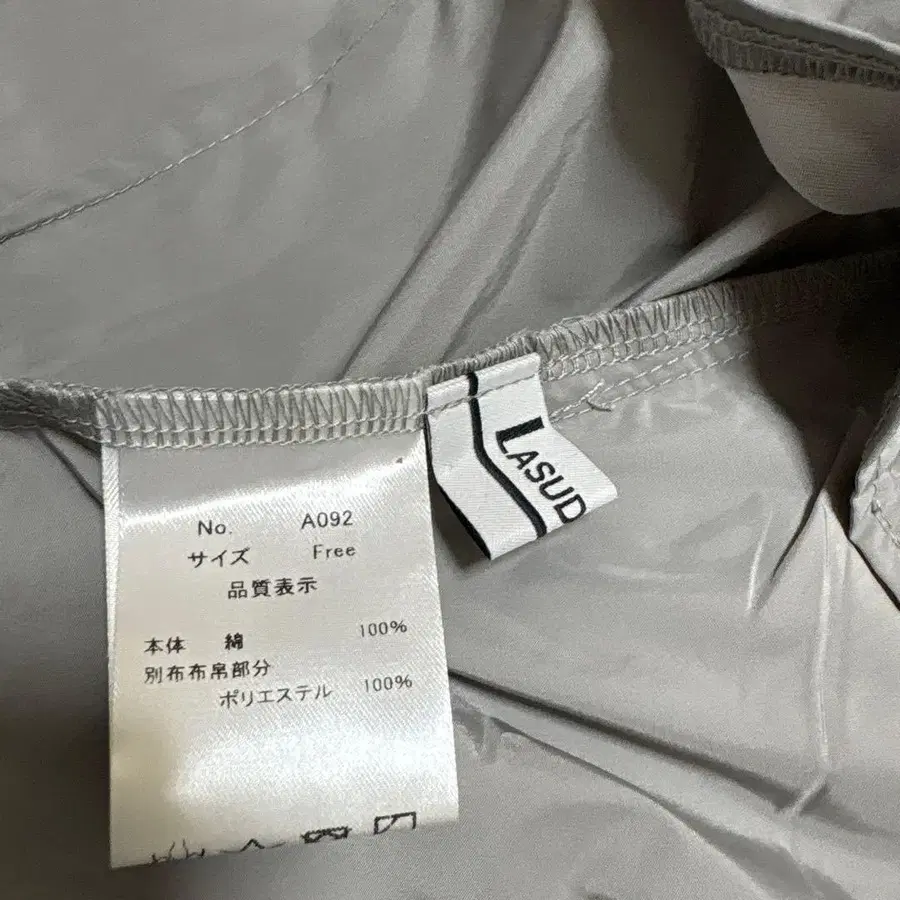 No. A092
サイズ Free
品質表示
本体 綿 100%
別布布帛部分
ポリエステル 100%
LASUD